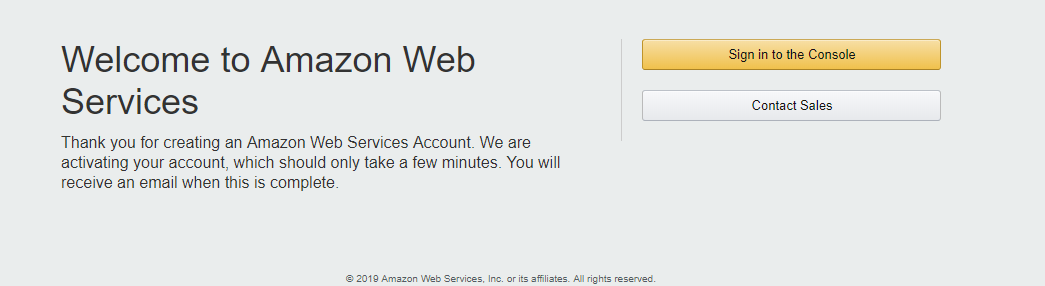 Welcome to Amazon Web
Services
Thank you for creating an Amazon Web Services Account. We are
activating your account, which should only take a few minutes. You will
receive an email when this is complete.
Sign in to the Console
Contact Sales
© 2019 Amazon Web Services, Inc. or its affiliates. All rights reserved.